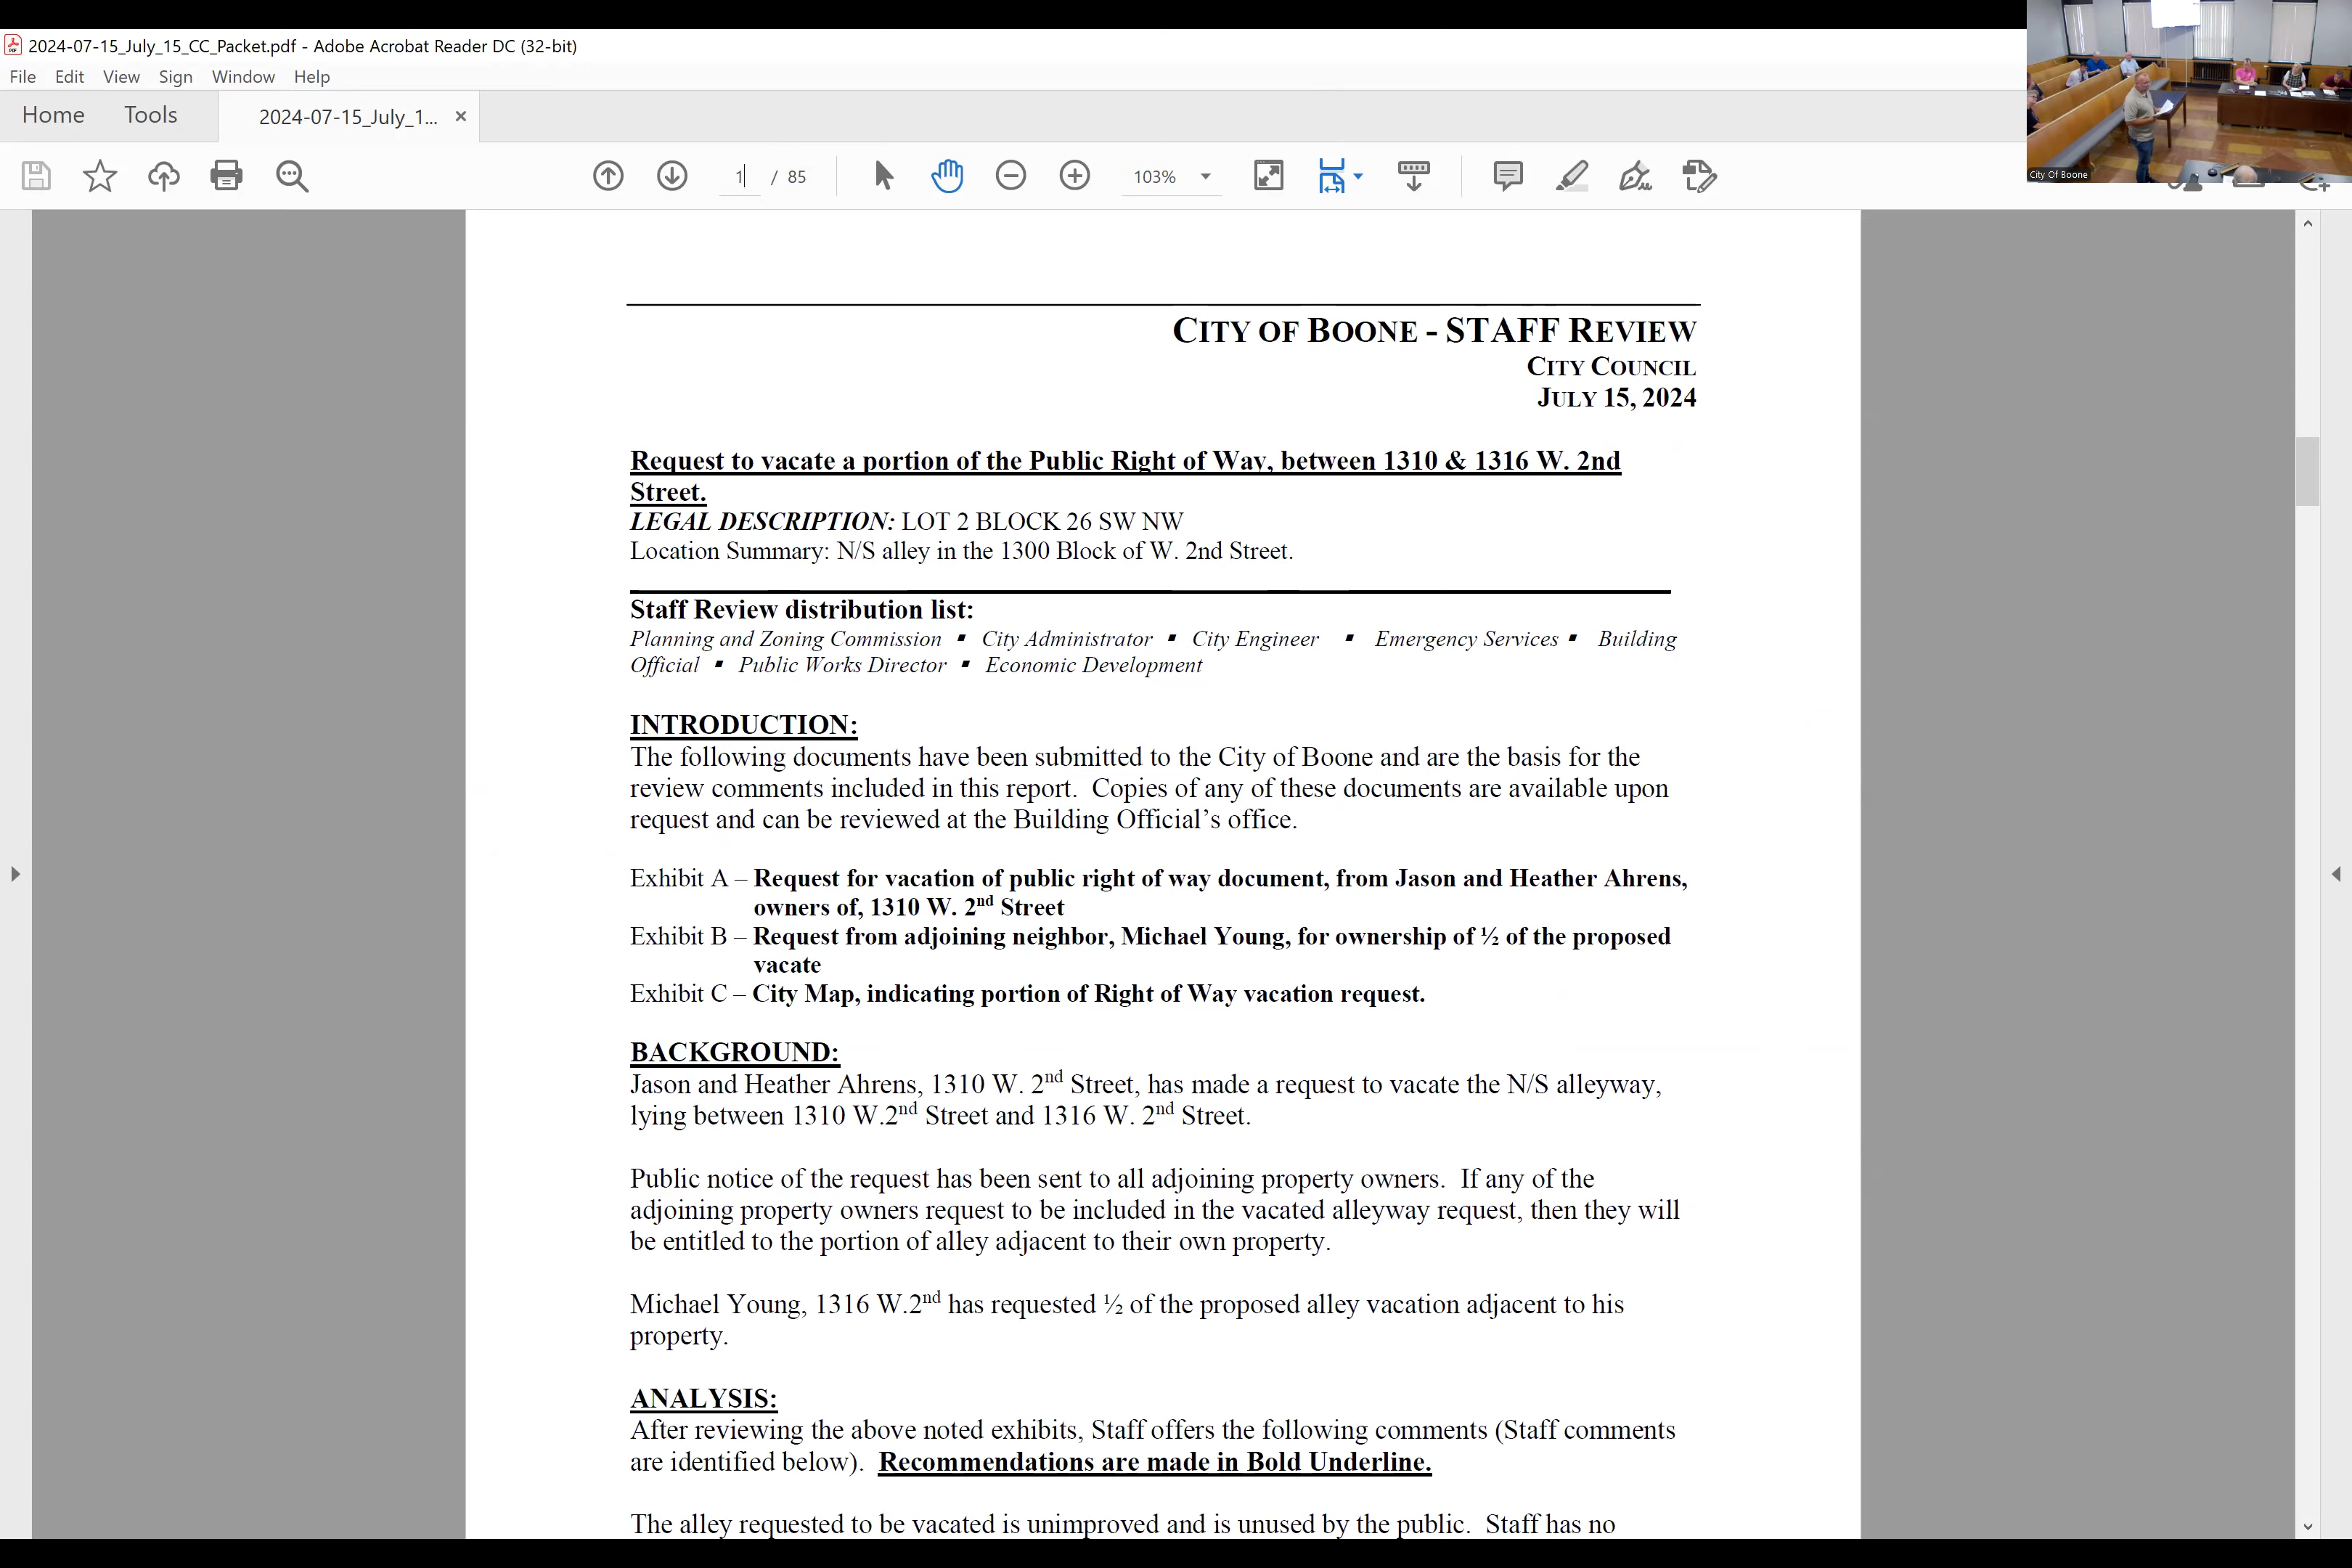 2024-07-15_July_15_CC_Packet.pdf - Adobe Acrobat Reader DC (32-bit)
File Edit View Sign Window Help
Home Tools 2024-07-15_July_1... ×
1 / 85 103%
City Of Boone
CITY OF BOONE - STAFF REVIEW
CITY COUNCIL
JULY 15, 2024
Request to vacate a portion of the Public Right of Way, between 1310 & 1316 W. 2nd
Street.
LEGAL DESCRIPTION: LOT 2 BLOCK 26 SW NW
Location Summary: N/S alley in the 1300 Block of W. 2nd Street.
Staff Review distribution list:
Planning and Zoning Commission ▪ City Administrator ▪ City Engineer ▪ Emergency Services ▪ Building
Official ▪ Public Works Director ▪ Economic Development
INTRODUCTION:
The following documents have been submitted to the City of Boone and are the basis for the
review comments included in this report. Copies of any of these documents are available upon
request and can be reviewed at the Building Official’s office.
Exhibit A – Request for vacation of public right of way document, from Jason and Heather Ahrens,
owners of, 1310 W. 2nd Street
Exhibit B – Request from adjoining neighbor, Michael Young, for ownership of ½ of the proposed
vacate
Exhibit C – City Map, indicating portion of Right of Way vacation request.
BACKGROUND:
Jason and Heather Ahrens, 1310 W. 2nd Street, has made a request to vacate the N/S alleyway,
lying between 1310 W.2nd Street and 1316 W. 2nd Street.
Public notice of the request has been sent to all adjoining property owners. If any of the
adjoining property owners request to be included in the vacated alleyway request, then they will
be entitled to the portion of alley adjacent to their own property.
Michael Young, 1316 W.2nd has requested ½ of the proposed alley vacation adjacent to his
property.
ANALYSIS:
After reviewing the above noted exhibits, Staff offers the following comments (Staff comments
are identified below). Recommendations are made in Bold Underline.
The alley requested to be vacated is unimproved and is unused by the public. Staff has no